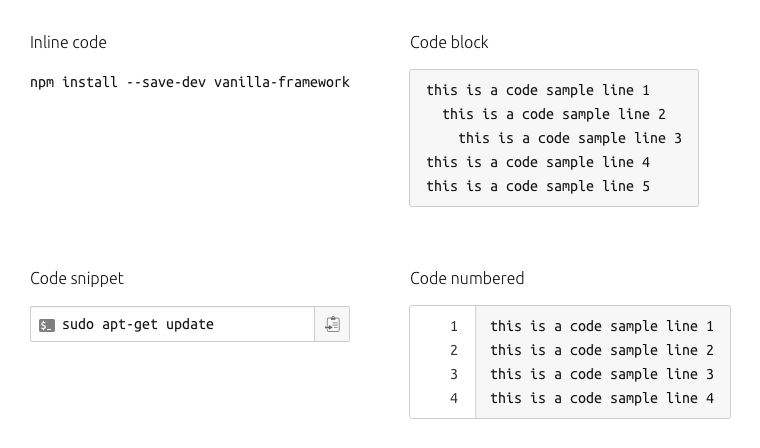 Inline code
npm install --save-dev vanilla-framework
Code block
this is a code sample line 1
  this is a code sample line 2
    this is a code sample line 3
this is a code sample line 4
this is a code sample line 5
Code snippet
$_ sudo apt-get update
Code numbered
1 this is a code sample line 1
2 this is a code sample line 2
3 this is a code sample line 3
4 this is a code sample line 4